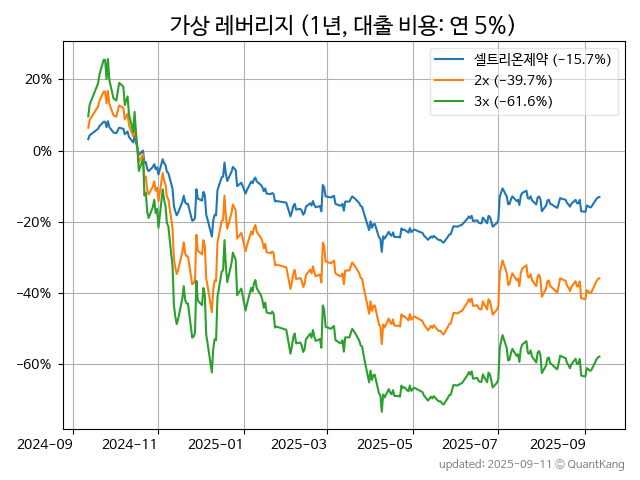 가상 레버리지 (1년, 대출 비용: 연 5%)
셀트리온제약 (−15.7%)
2x (−39.7%)
3x (−61.6%)
20%
0%
−20%
−40%
−60%
2024-09 2024-11 2025-01 2025-03 2025-05 2025-07 2025-09
updated: 2025-09-11 © QuantKang